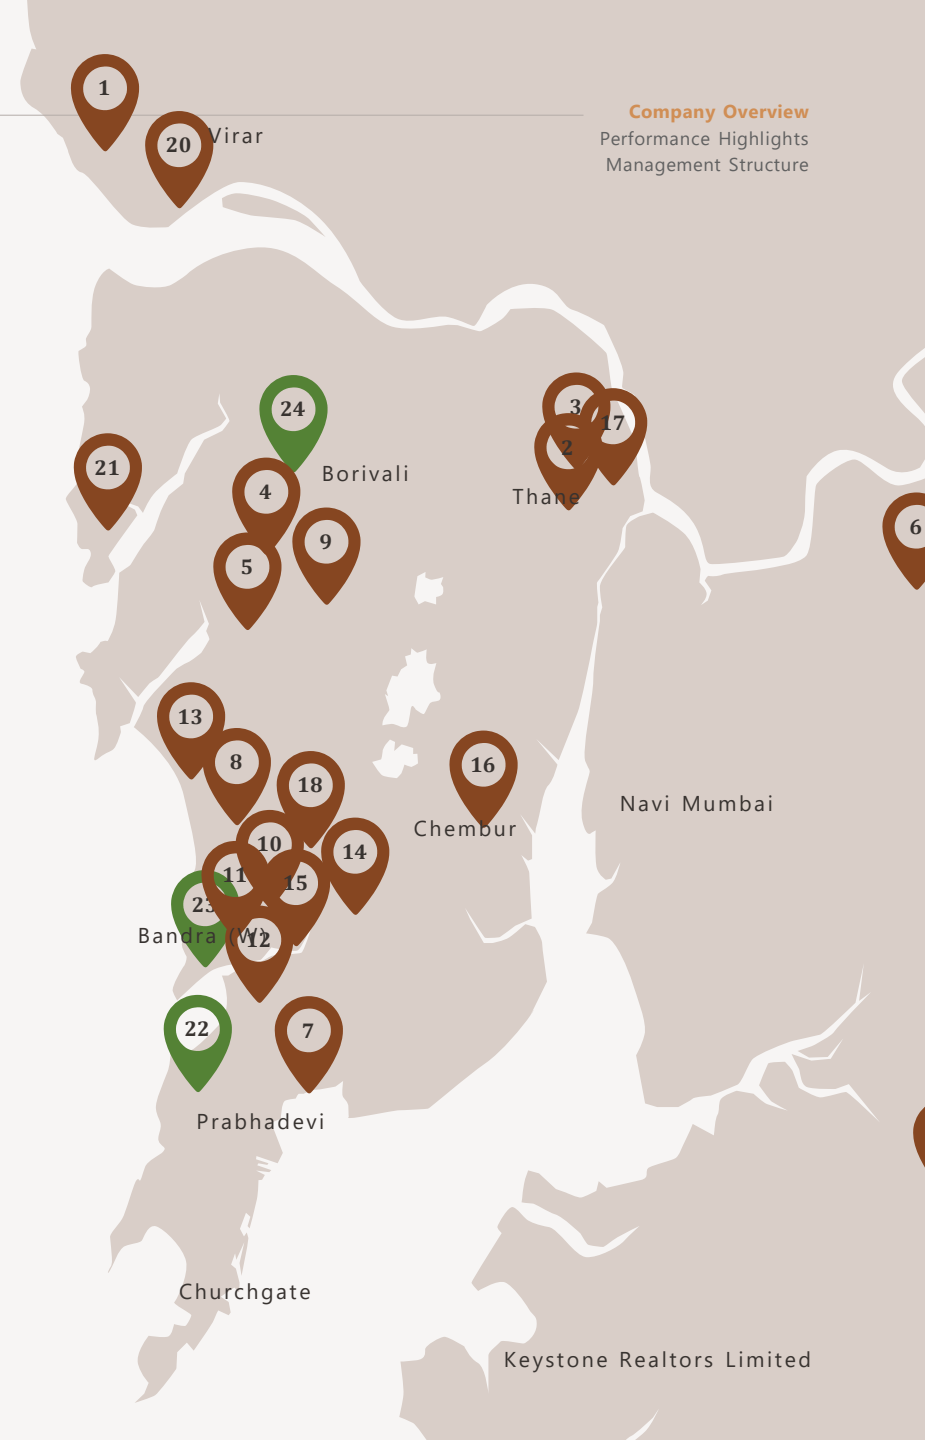 1
Company Overview
20
Virar
Performance Highlights
Management Structure
3
24
17
2
21
Borivali
4
Thane
6
9
5
13
8
16
18
Navi Mumbai
Chembur
10
14
11
15
23
Bandra (W)
12
22
7
Prabhadevi
Churchgate
Keystone Realtors Limited